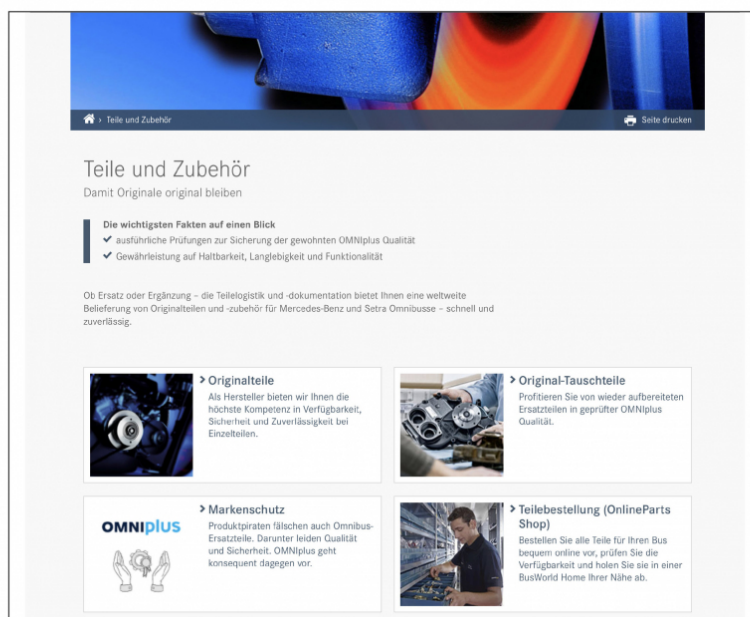 › Teile und Zubehör
Seite drucken
Teile und Zubehör
Damit Originale original bleiben
Die wichtigsten Fakten auf einen Blick
✔ ausführliche Prüfungen zur Sicherung der gewohnten OMNIplus Qualität
✔ Gewährleistung auf Haltbarkeit, Langlebigkeit und Funktionalität
Ob Ersatz oder Ergänzung – die Teilelogistik und -dokumentation bietet Ihnen eine weltweite
Belieferung von Originalteilen und -zubehör für Mercedes-Benz und Setra Omnibusse – schnell und
zuverlässig.
› Originalteile
Als Hersteller bieten wir Ihnen die
höchste Kompetenz in Verfügbarkeit,
Sicherheit und Zuverlässigkeit bei
Einzelteilen.
› Original-Tauschteile
Profitieren Sie von wieder aufbereiteten
Ersatzteilen in geprüfter OMNIplus
Qualität.
OMNIplus
› Markenschutz
Produktpiraten fälschen auch Omnibus-
Ersatzteile. Darunter leiden Qualität
und Sicherheit. OMNIplus geht
konsequent dagegen vor.
› Teilebestellung (OnlineParts
Shop)
Bestellen Sie alle Teile für Ihren Bus
bequem online vor, prüfen Sie die
Verfügbarkeit und holen Sie sie in einer
BusWorld Home Ihrer Nähe ab.